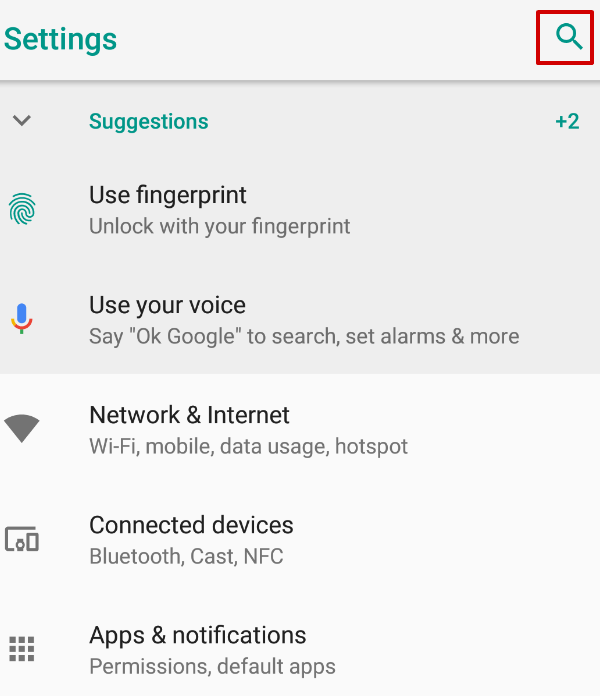 Settings
Suggestions +2
Use fingerprint
Unlock with your fingerprint
Use your voice
Say "Ok Google" to search, set alarms & more
Network & Internet
Wi-Fi, mobile, data usage, hotspot
Connected devices
Bluetooth, Cast, NFC
Apps & notifications
Permissions, default apps